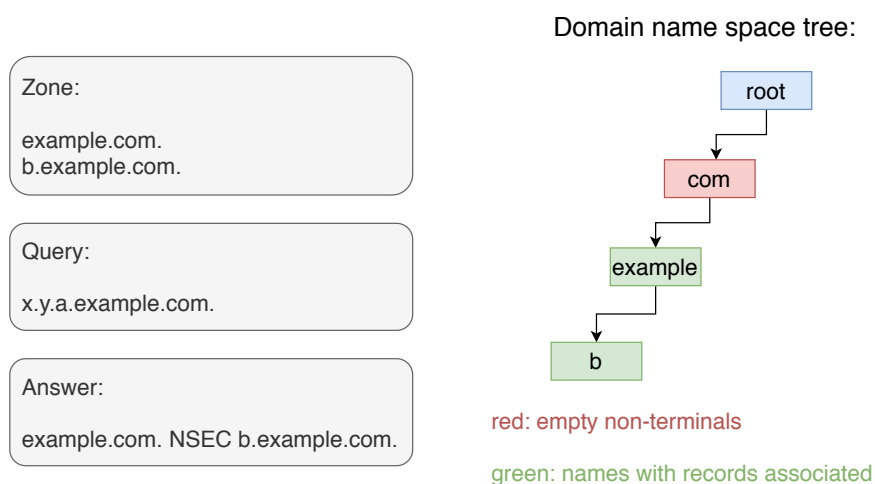 Domain name space tree:
Zone:
example.com.
b.example.com.
Query:
x.y.a.example.com.
Answer:
example.com. NSEC b.example.com.
root
com
example
b
red: empty non-terminals
green: names with records associated